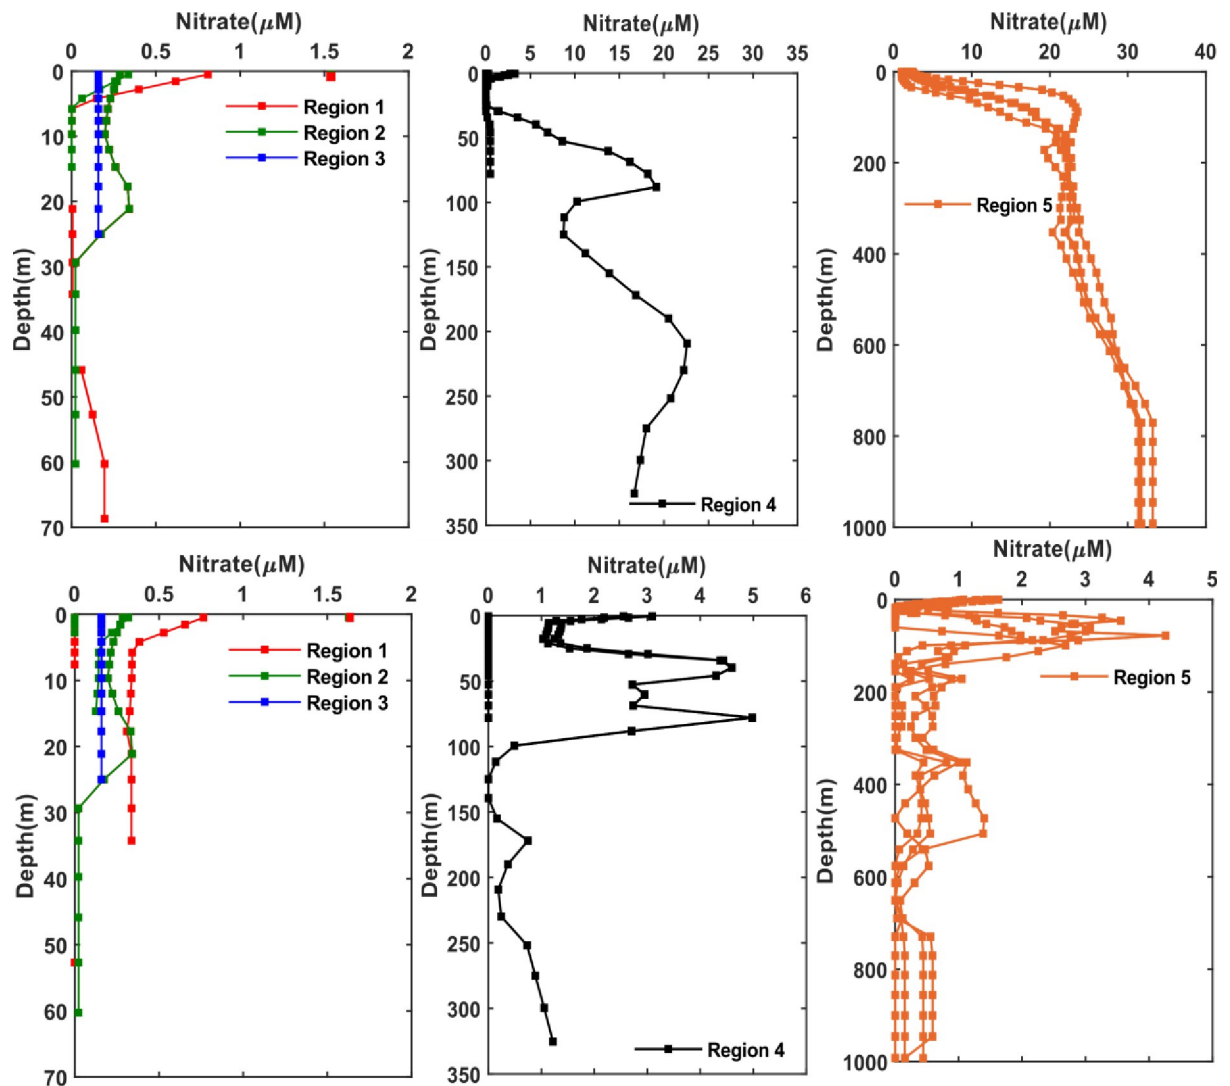 Nitrate(μM)
0 0.5 1 1.5 2
0
10
20
30
40
50
60
70
Depth(m)
Region 1
Region 2
Region 3
Nitrate(μM)
0 5 10 15 20 25 30 35
0
50
100
150
200
250
300
350
Depth(m)
Region 4
Nitrate(μM)
0 10 20 30 40
0
200
400
600
800
1000
Depth(m)
Region 5
Nitrate(μM)
0 0.5 1 1.5 2
0
10
20
30
40
50
60
70
Depth(m)
Region 1
Region 2
Region 3
Nitrate(μM)
0 1 2 3 4 5 6
0
50
100
150
200
250
300
350
Depth(m)
Region 4
Nitrate(μM)
0 1 2 3 4 5
0
200
400
600
800
1000
Depth(m)
Region 5